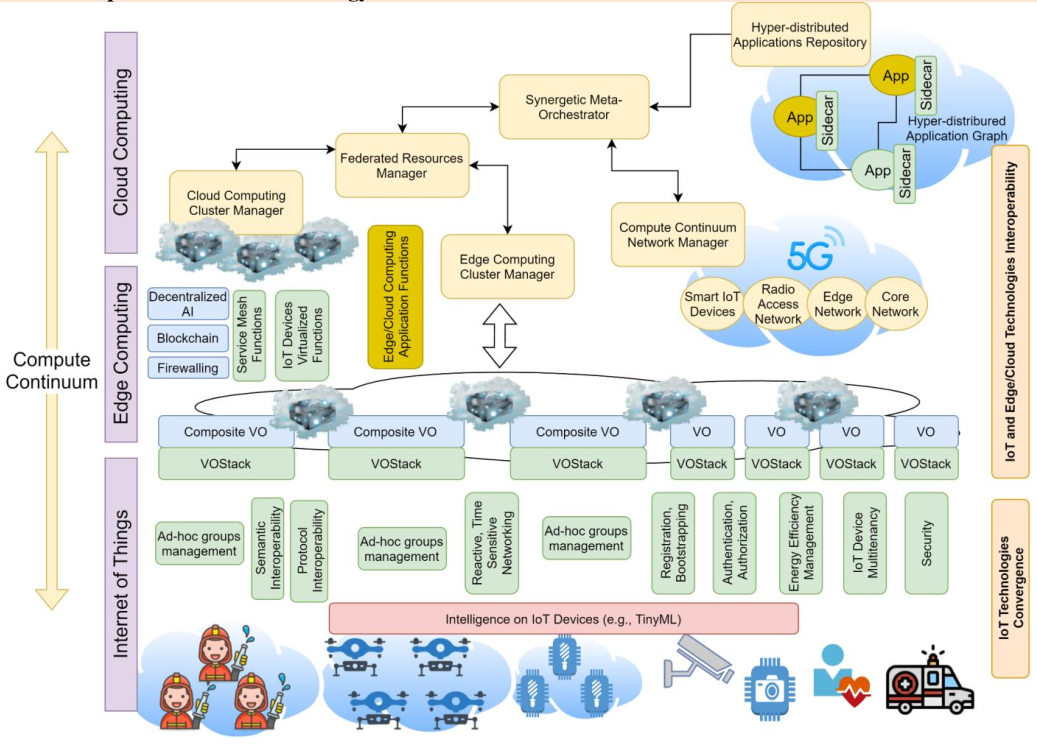 Hyper-distributed
Applications Repository
App
Sidecar
App
Sidecar
Hyper-distribured
Application Graph
App
Sidecar
Synergetic Meta-
Orchestrator
Federated Resources
Manager
Cloud Computing
Cluster Manager
Compute Continuum
Network Manager
Edge Computing
Cluster Manager
Edge/Cloud Computing
Application Functions
5G
Smart IoT
Devices
Radio
Access
Network
Edge
Network
Core
Network
Cloud Computing
Edge Computing
Internet of Things
Compute
Continuum
Decentralized
AI
Blockchain
Firewalling
Service Mesh
Functions
IoT Devices
Virtualized
Functions
Composite VO
Composite VO
Composite VO
VO
VO
VO
VO
VOStack
VOStack
VOStack
VOStack
VOStack
VOStack
VOStack
Ad-hoc groups
management
Semantic
Interoperability
Protocol
Interoperability
Ad-hoc groups
management
Reactive, Time
Sensitive
Networking
Ad-hoc groups
management
Registration,
Bootstrapping
Authentication,
Authorization
Energy Efficiency
Management
IoT Device
Multitenancy
Security
Intelligence on IoT Devices (e.g., TinyML)
IoT and Edge/Cloud Technologies Interoperability
IoT Technologies
Convergence